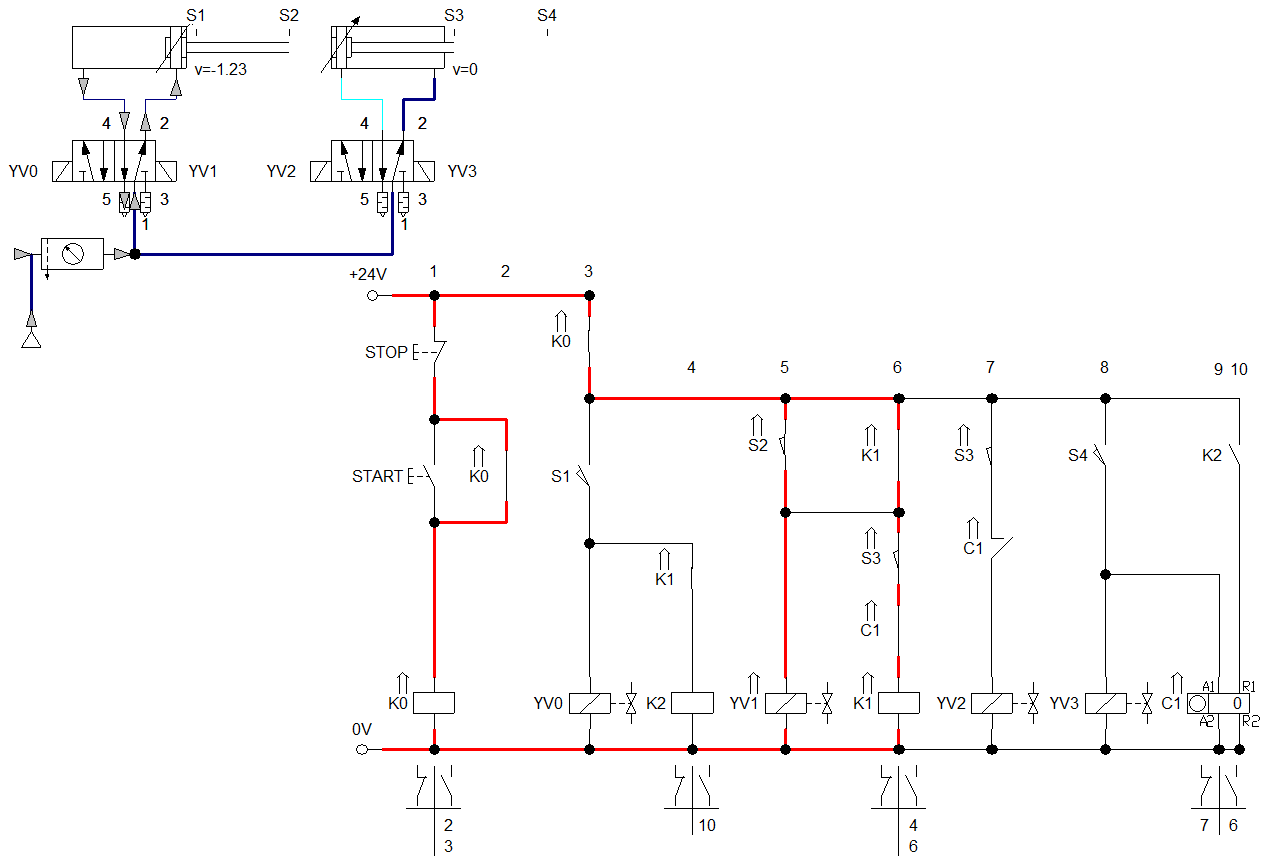 S1 S2 S3 S4
v=-1.23 v=0
4 2 4 2
YV0 YV1 YV2 YV3
5 3 5 3
1 1
+24V 1 2 3
K0
STOP 4 5 6 7 8 9 10
S2 K1 S3 S4 K2
START K0 S1
C1
K1 S3
C1
K0 YV0 K2 YV1 K1 YV2 YV3 C1 A1 R1 0 A2 R2
0V
2 10 4 7 6
3 6